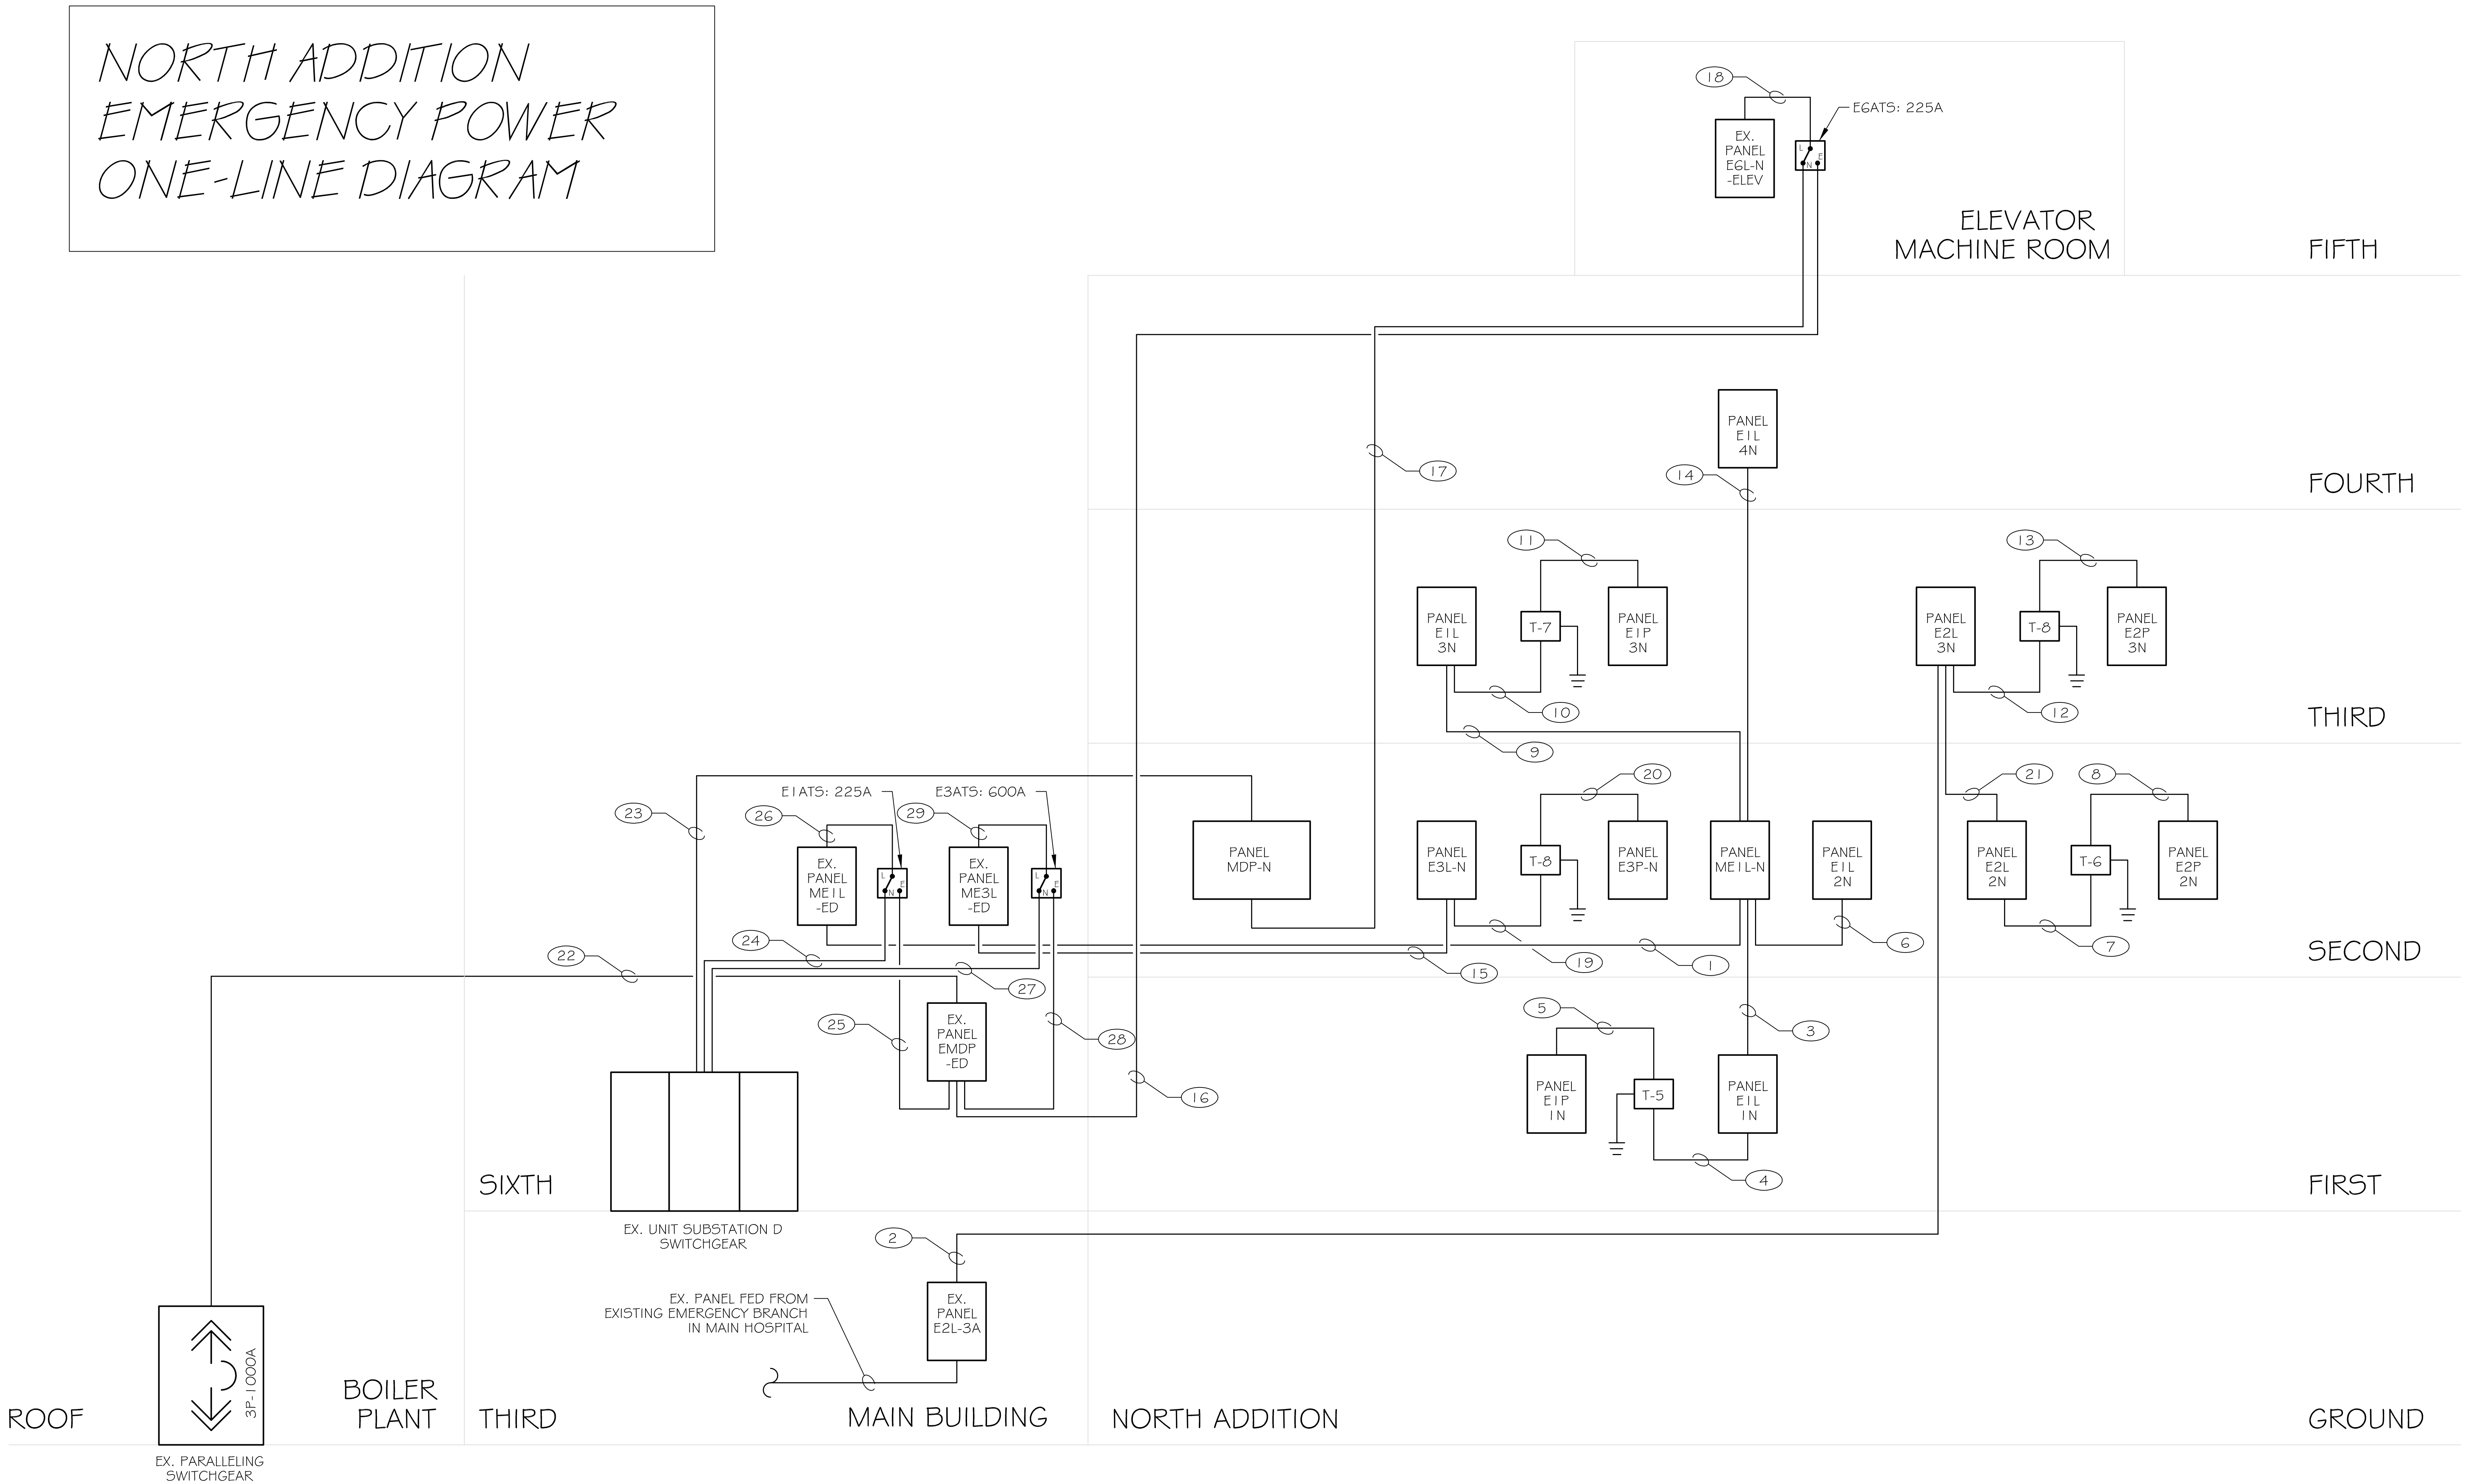 NORTH ADDITION
EMERGENCY POWER
ONE-LINE DIAGRAM
18
E6ATS: 225A
EX.
PANEL
E6L-N
-ELEV
L
E
N
ELEVATOR
MACHINE ROOM
FIFTH
PANEL
E1L
4N
17
14
FOURTH
11
13
PANEL
E1L
3N
T-7
PANEL
E1P
3N
PANEL
E2L
3N
T-8
PANEL
E2P
3N
10
12
THIRD
9
20
21
8
E1ATS: 225A
E3ATS: 600A
23
26
29
EX.
PANEL
ME1L
-ED
L
E
N
EX.
PANEL
ME3L
-ED
L
E
N
PANEL
MDP-N
PANEL
E3L-N
T-8
PANEL
E3P-N
PANEL
ME1L-N
PANEL
E1L
2N
PANEL
E2L
2N
T-6
PANEL
E2P
2N
22
24
15
19
1
6
7
SECOND
27
25
EX.
PANEL
EMDP
-ED
28
5
3
16
PANEL
E1P
1N
T-5
PANEL
E1L
1N
4
SIXTH
FIRST
EX. UNIT SUBSTATION D
SWITCHGEAR
2
EX. PANEL FED FROM
EXISTING EMERGENCY BRANCH
IN MAIN HOSPITAL
EX.
PANEL
E2L-3A
3P-1000A
ROOF
BOILER
PLANT
THIRD
MAIN BUILDING
NORTH ADDITION
GROUND
EX. PARALLELING
SWITCHGEAR